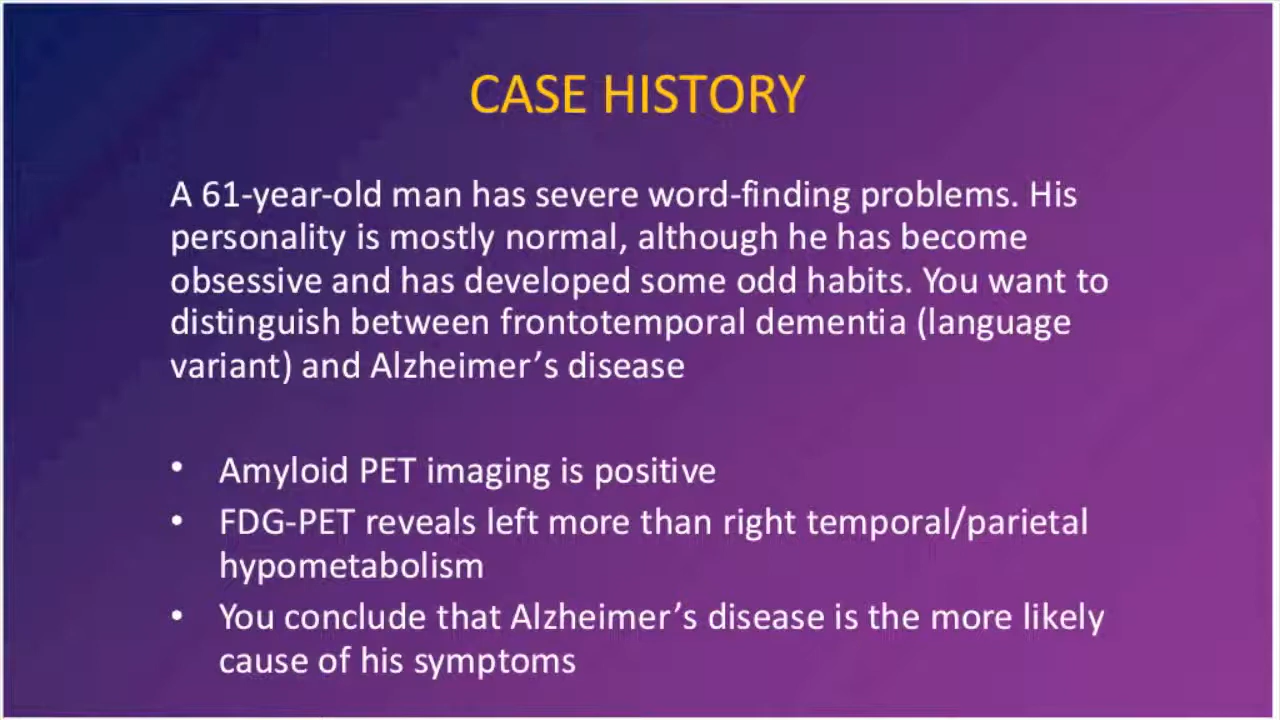 CASE HISTORY
A 61-year-old man has severe word-finding problems. His
personality is mostly normal, although he has become
obsessive and has developed some odd habits. You want to
distinguish between frontotemporal dementia (language
variant) and Alzheimer’s disease
• Amyloid PET imaging is positive
• FDG-PET reveals left more than right temporal/parietal
hypometabolism
• You conclude that Alzheimer’s disease is the more likely
cause of his symptoms